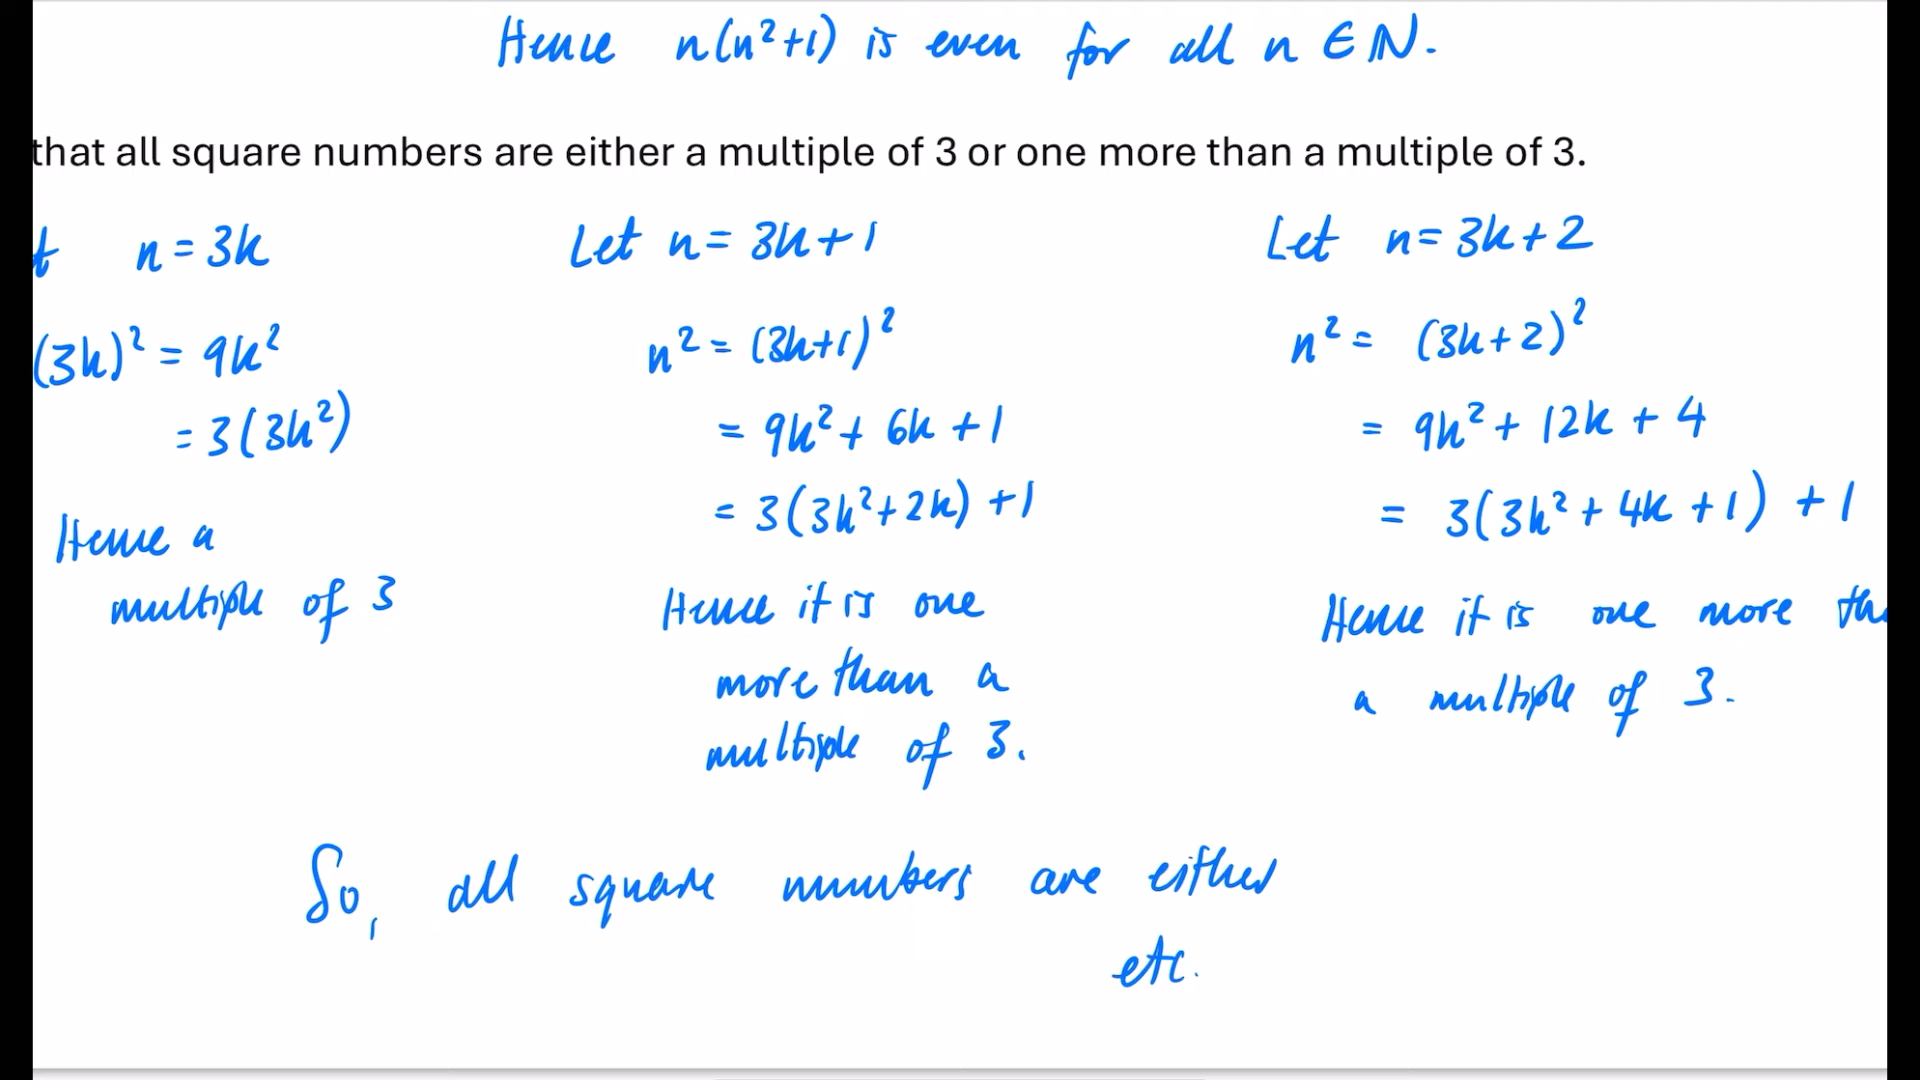 Hence n(n²+1) is even for all n ∈ ℕ.
that all square numbers are either a multiple of 3 or one more than a multiple of 3.
t n = 3k
(3k)² = 9k²
= 3(3k²)
Hence a
multiple of 3
Let n = 3k+1
n² = (3k+1)²
= 9k² + 6k + 1
= 3(3k²+2k) + 1
Hence it is one
more than a
multiple of 3.
Let n = 3k+2
n² = (3k+2)²
= 9k² + 12k + 4
= 3(3k² + 4k + 1) + 1
Hence it is one more tha
a multiple of 3.
So, all square numbers are either
etc.